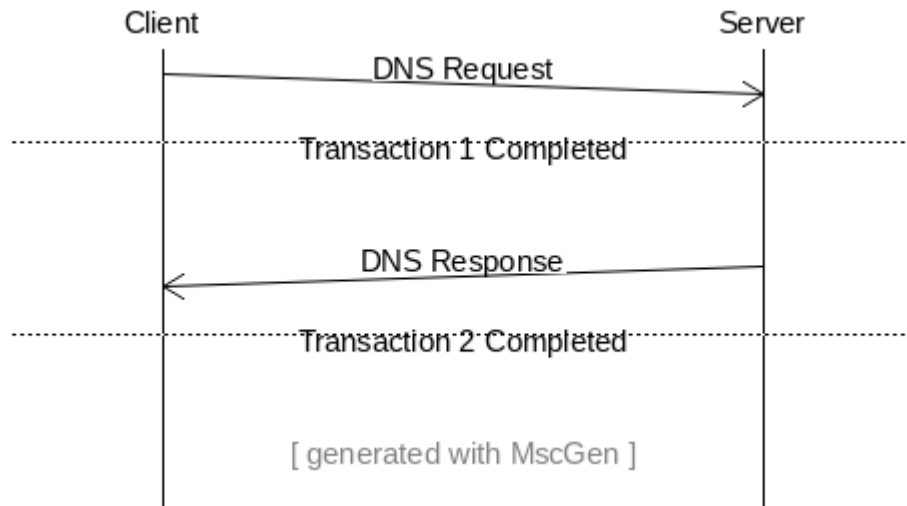 Client
Server
DNS Request
Transaction 1 Completed
DNS Response
Transaction 2 Completed
[ generated with MscGen ]